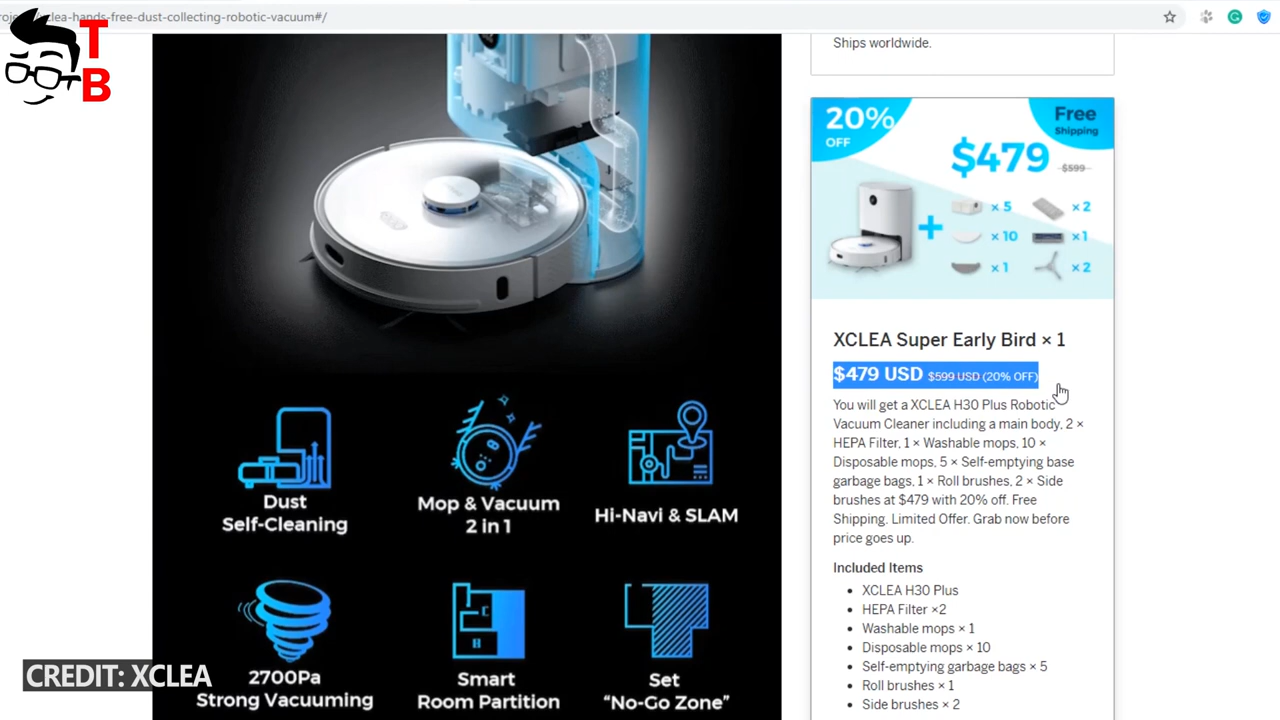 roject/xclea-hands-free-dust-collecting-robotic-vacuum#/
T
B
Ships worldwide.
20%
OFF
Free
Shipping
$479
$599
× 5
× 2
× 10
×1
× 1
× 2
XCLEA Super Early Bird × 1
$479 USD $599 USD (20% OFF)
You will get a XCLEA H30 Plus Robotic
Vacuum Cleaner including a main body, 2 ×
HEPA Filter, 1 × Washable mops, 10 ×
Disposable mops, 5 × Self-emptying base
garbage bags, 1 × Roll brushes, 2 × Side
brushes at $479 with 20% off. Free
Shipping. Limited Offer. Grab now before
price goes up.
Included Items
XCLEA H30 Plus
HEPA Filter ×2
Washable mops × 1
Disposable mops × 10
Self-emptying garbage bags × 5
Roll brushes × 1
Side brushes × 2
Dust
Self-Cleaning
Mop & Vacuum
2 in 1
Hi-Navi & SLAM
2700Pa
Strong Vacuuming
Smart
Room Partition
Set
“No-Go Zone”
CREDIT: XCLEA